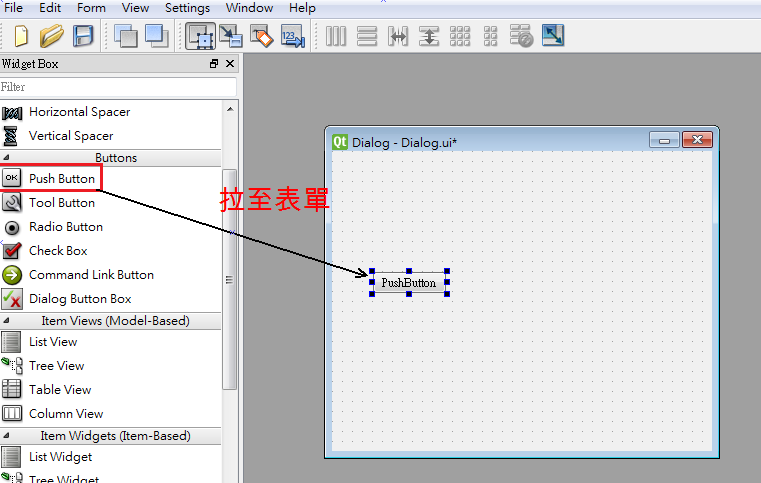 File Edit Form View Settings Window Help
123
Widget Box
Filter
Horizontal Spacer
Vertical Spacer
Buttons
OK Push Button
Tool Button
Radio Button
Check Box
Command Link Button
Dialog Button Box
Item Views (Model-Based)
List View
Tree View
Table View
Column View
Item Widgets (Item-Based)
List Widget
Tree Widget
拉至表單
Qt Dialog - Dialog.ui*
PushButton